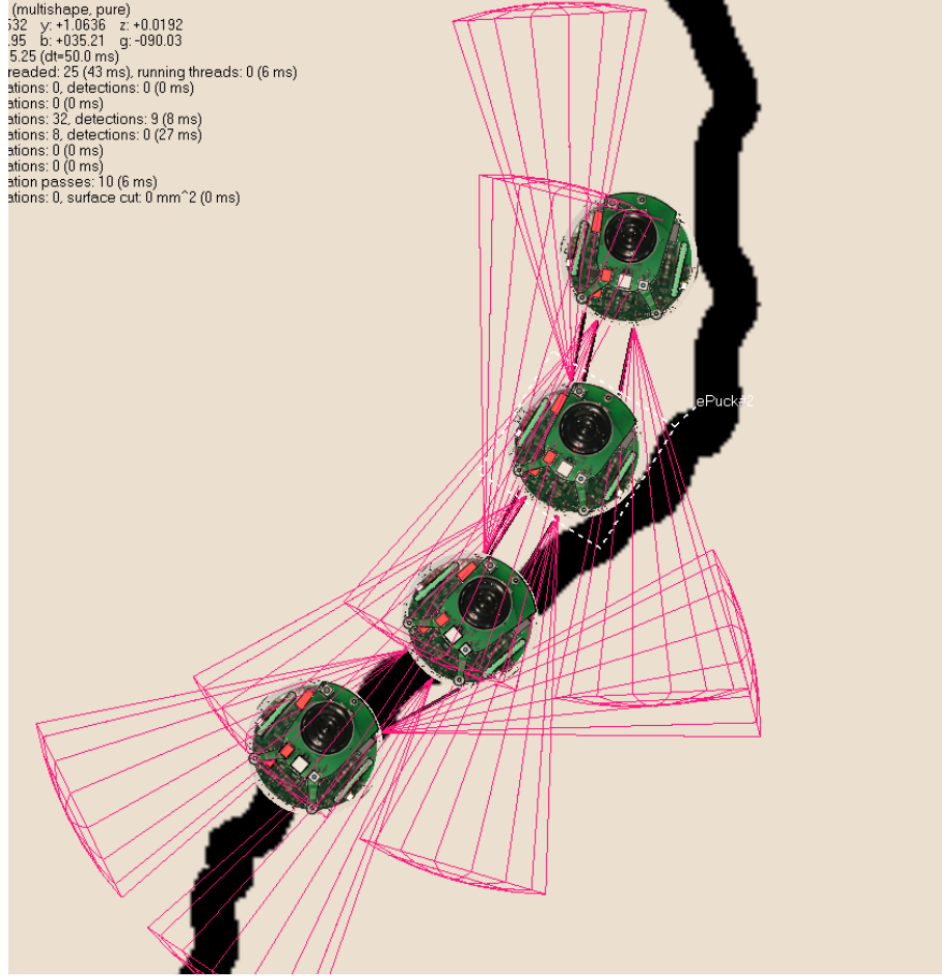 (multishape, pure)
532 y: +1.0636 z: +0.0192
.95 b: +035.21 g: -090.03
5.25 (dt=50.0 ms)
readed: 25 (43 ms), running threads: 0 (6 ms)
ations: 0, detections: 0 (0 ms)
ations: 0 (0 ms)
ations: 32, detections: 9 (8 ms)
ations: 8, detections: 0 (27 ms)
ations: 0 (0 ms)
ations: 0 (0 ms)
ation passes: 10 (6 ms)
ations: 0, surface cut: 0 mm^2 (0 ms)
ePuck#2